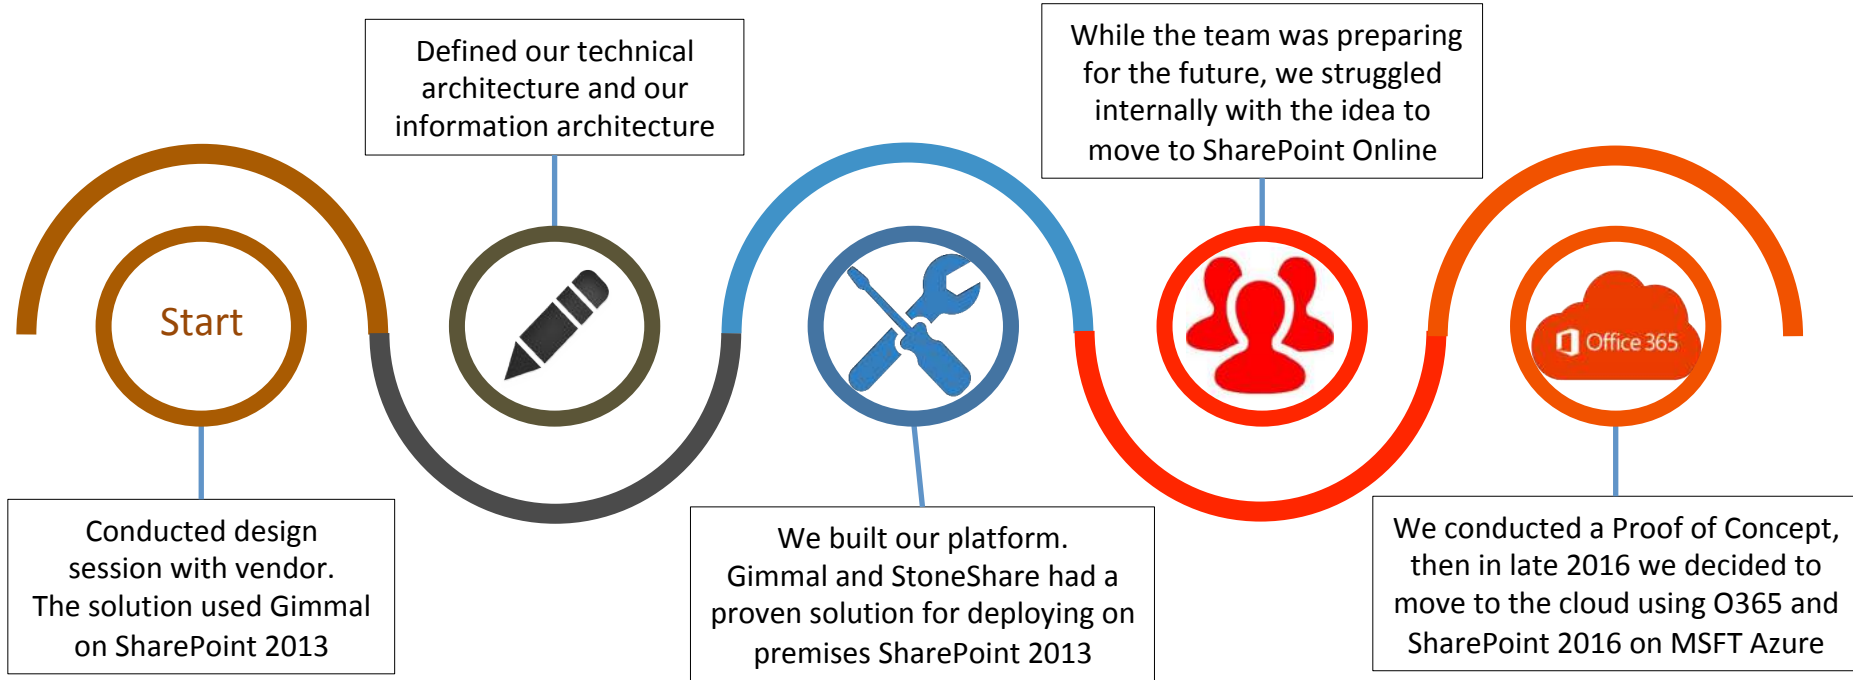 Start
Conducted design
session with vendor.
The solution used Gimmal
on SharePoint 2013
Defined our technical
architecture and our
information architecture
We built our platform.
Gimmal and StoneShare had a
proven solution for deploying on
premises SharePoint 2013
While the team was preparing
for the future, we struggled
internally with the idea to
move to SharePoint Online
Office 365
We conducted a Proof of Concept,
then in late 2016 we decided to
move to the cloud using O365 and
SharePoint 2016 on MSFT Azure